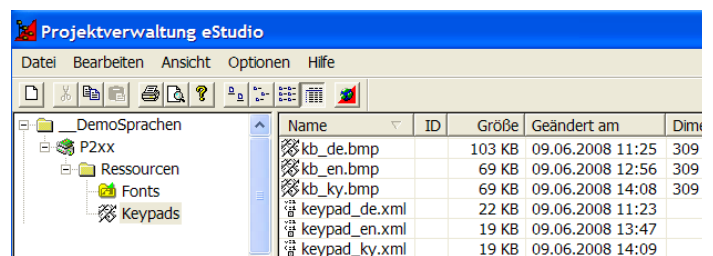 Projektverwaltung eStudio
Datei Bearbeiten Ansicht Optionen Hilfe
__DemoSprachen
P2xx
Ressourcen
Fonts
Keypads
Name ID Größe Geändert am Dime
kb_de.bmp 103 KB 09.06.2008 11:25 309
kb_en.bmp 69 KB 09.06.2008 12:56 309
kb_ky.bmp 69 KB 09.06.2008 14:08 309
keypad_de.xml 22 KB 09.06.2008 11:23
keypad_en.xml 19 KB 09.06.2008 13:47
keypad_ky.xml 19 KB 09.06.2008 14:09